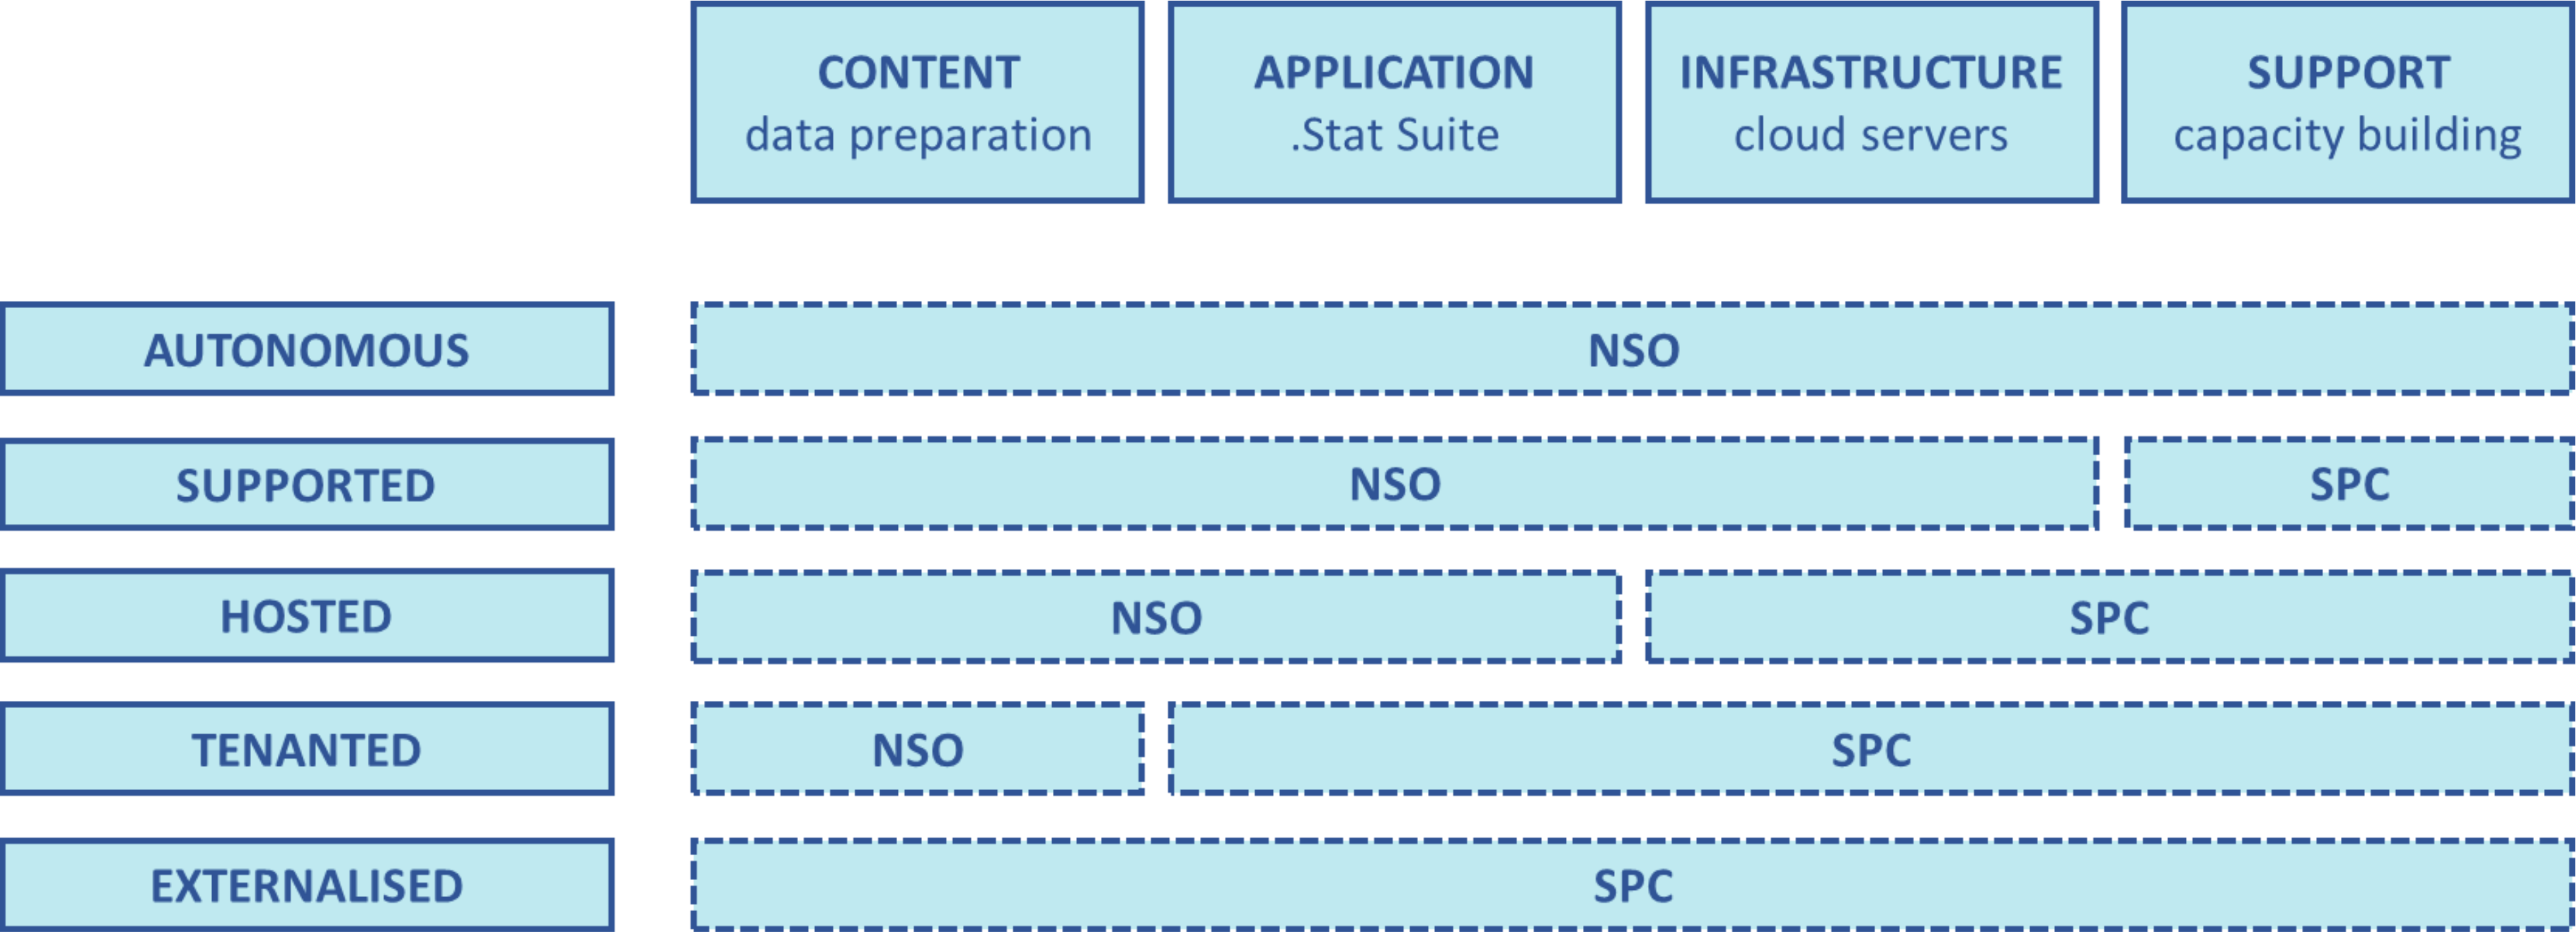 CONTENT
data preparation
APPLICATION
.Stat Suite
INFRASTRUCTURE
cloud servers
SUPPORT
capacity building
AUTONOMOUS
NSO
SUPPORTED
NSO
SPC
HOSTED
NSO
SPC
TENANTED
NSO
SPC
EXTERNALISED
SPC